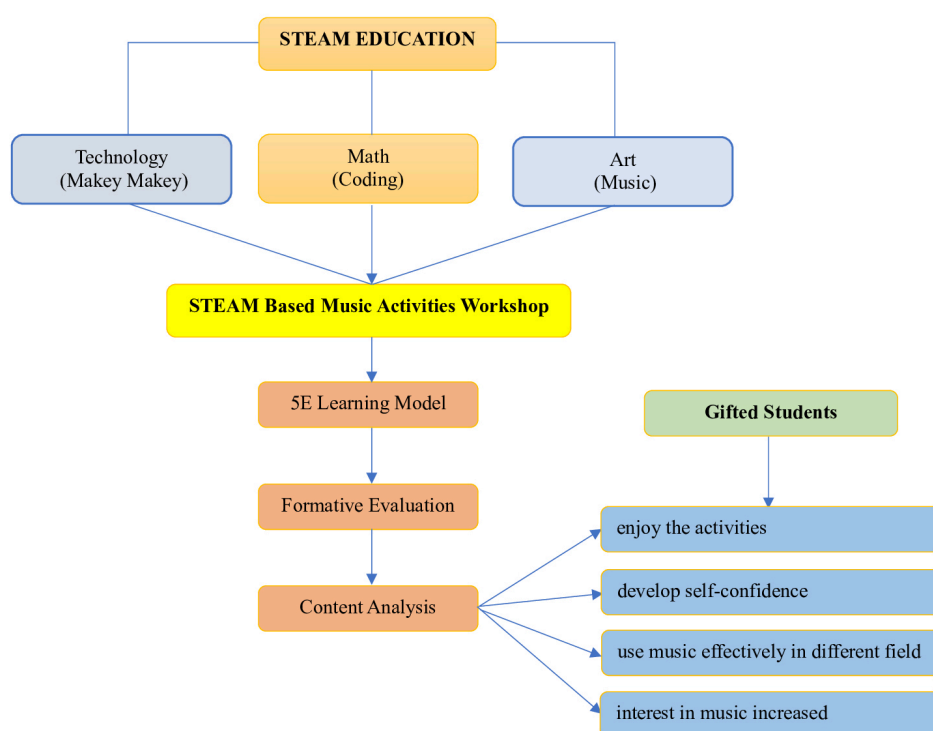 STEAM EDUCATION
Technology
(Makey Makey)
Math
(Coding)
Art
(Music)
STEAM Based Music Activities Workshop
5E Learning Model
Gifted Students
Formative Evaluation
enjoy the activities
Content Analysis
develop self-confidence
use music effectively in different field
interest in music increased